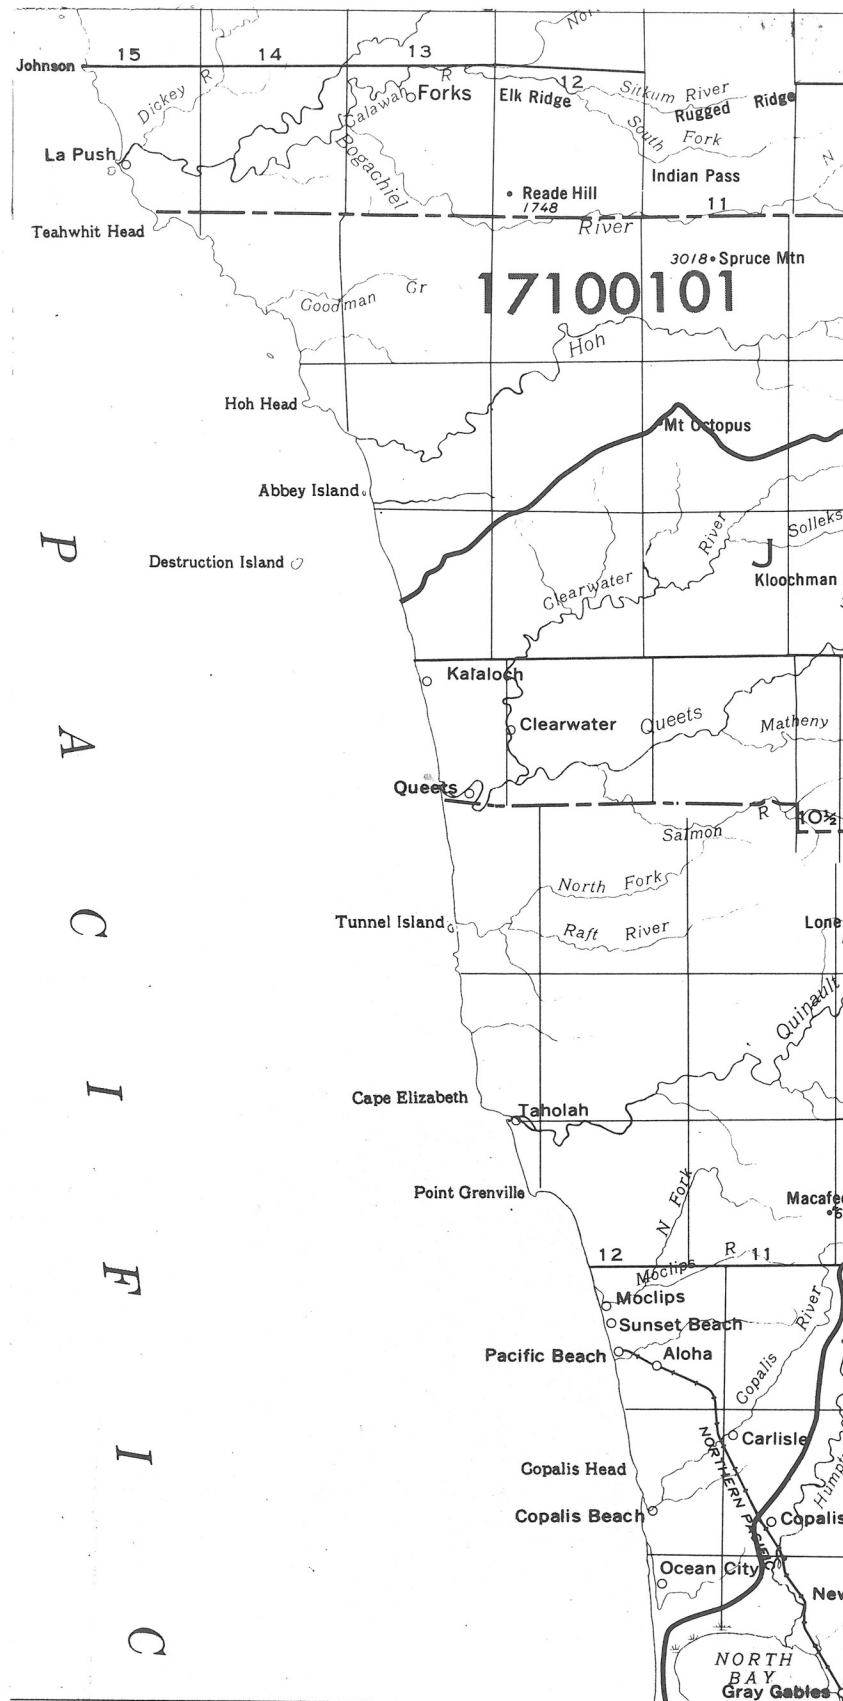 15
14
13
Johnson
12
Dickey R
Calawah R
Forks
Elk Ridge
Sitkum River
Rugged Ridge
South Fork
La Push
Bogachiel River
Indian Pass
N
Reade Hill
1748
11
Teahwhit Head
3018 Spruce Mtn
17100101
Goodman Cr
Hoh
Hoh Head
Mt Octopus
Abbey Island
River
Solleks
J
Destruction Island
Clearwater
Kloochman
Kalaloch
Clearwater
Queets
Matheny
Queets
Salmon R
10½
North Fork
Tunnel Island
Raft River
Lone
Quinault
Cape Elizabeth
Taholah
Point Grenville
N Fork
12
Moclips R
11
Moclips
Sunset Beach
River
Pacific Beach
Aloha
Copalis
Carlisle
NORTHERN PACIFIC
Copalis Head
Humpt
Copalis Beach
Copalis
Ocean City
New
NORTH
BAY
Gray Gables
PACIFIC